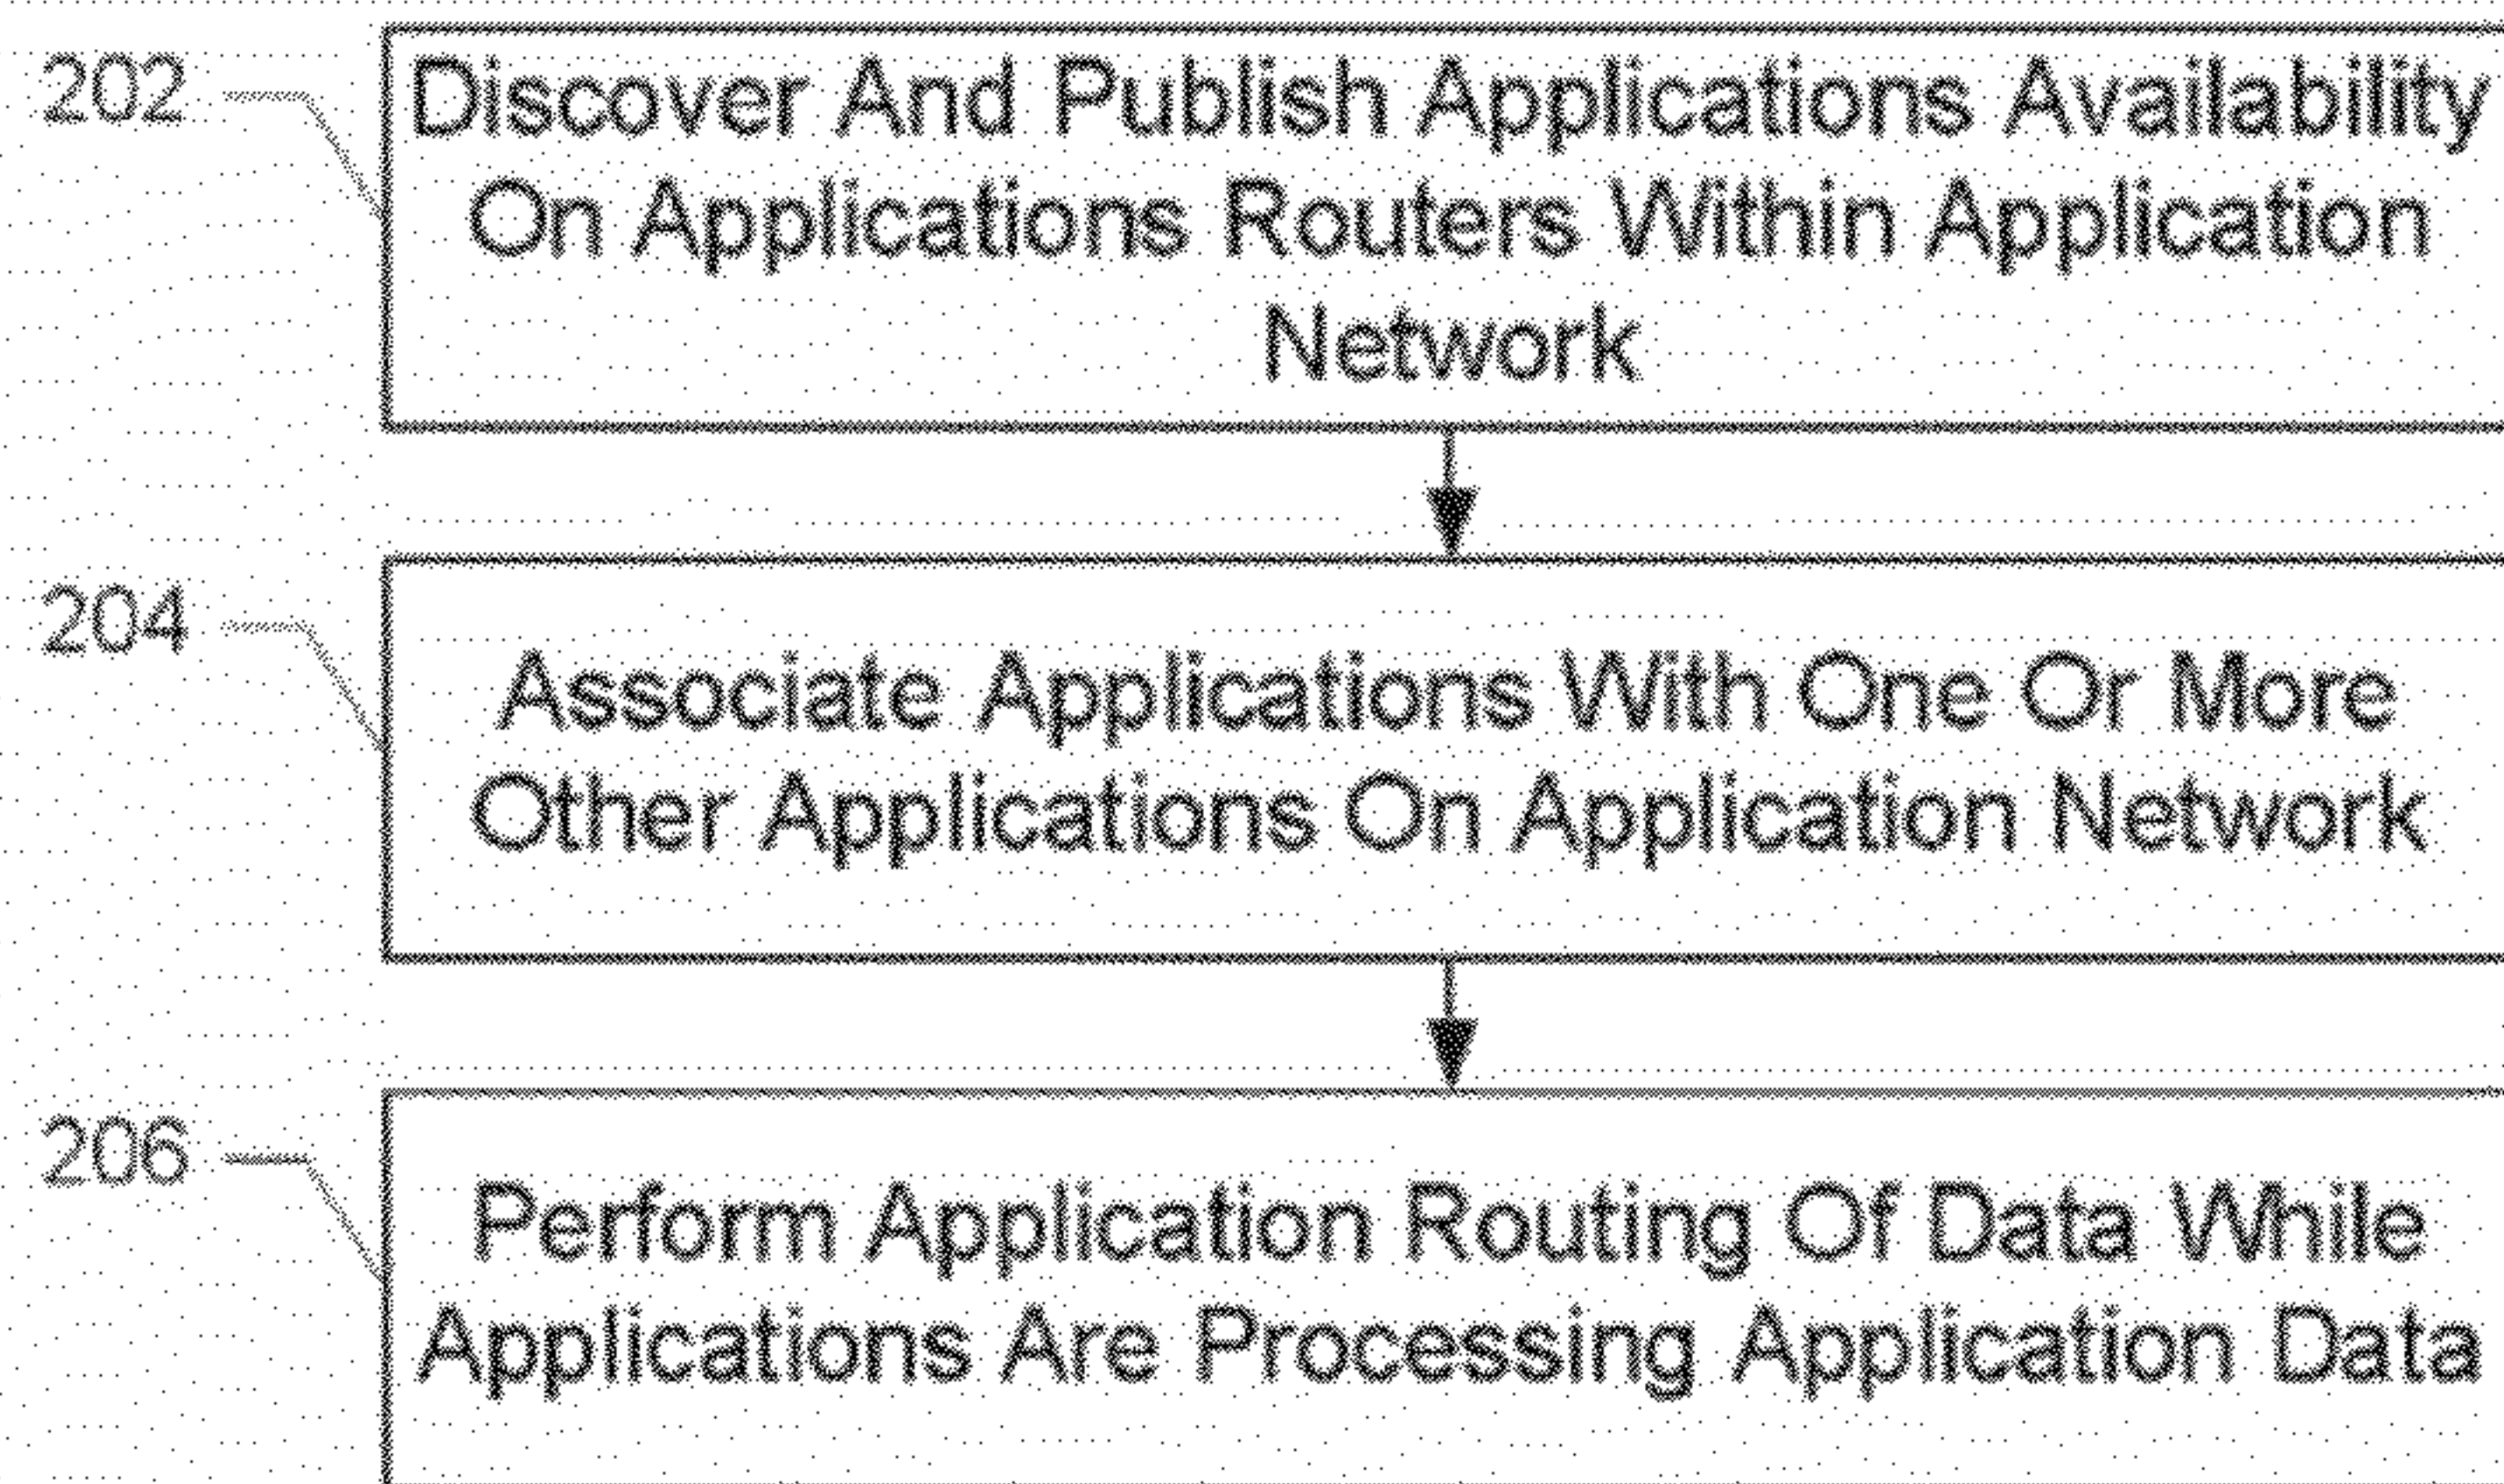 202
Discover And Publish Applications Availability
On Applications Routers Within Application
Network
204
Associate Applications With One Or More
Other Applications On Application Network
206
Perform Application Routing Of Data While
Applications Are Processing Application Data